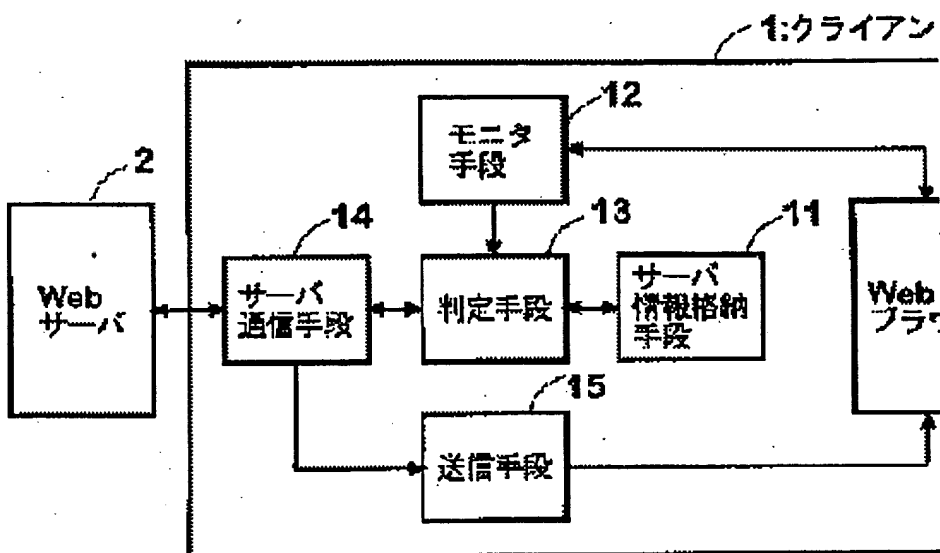 1:クライアン
12
モニタ
手段
2
14
13
11
Web
サーバ
サーバ
通信手段
判定手段
サーバ
情報格納
手段
Web
ブラウ
15
送信手段